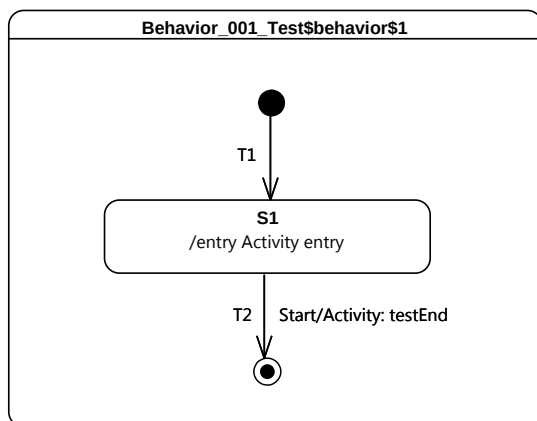 Behavior_001_Test$behavior$1
T1
S1
/entry Activity entry
T2 Start/Activity: testEnd